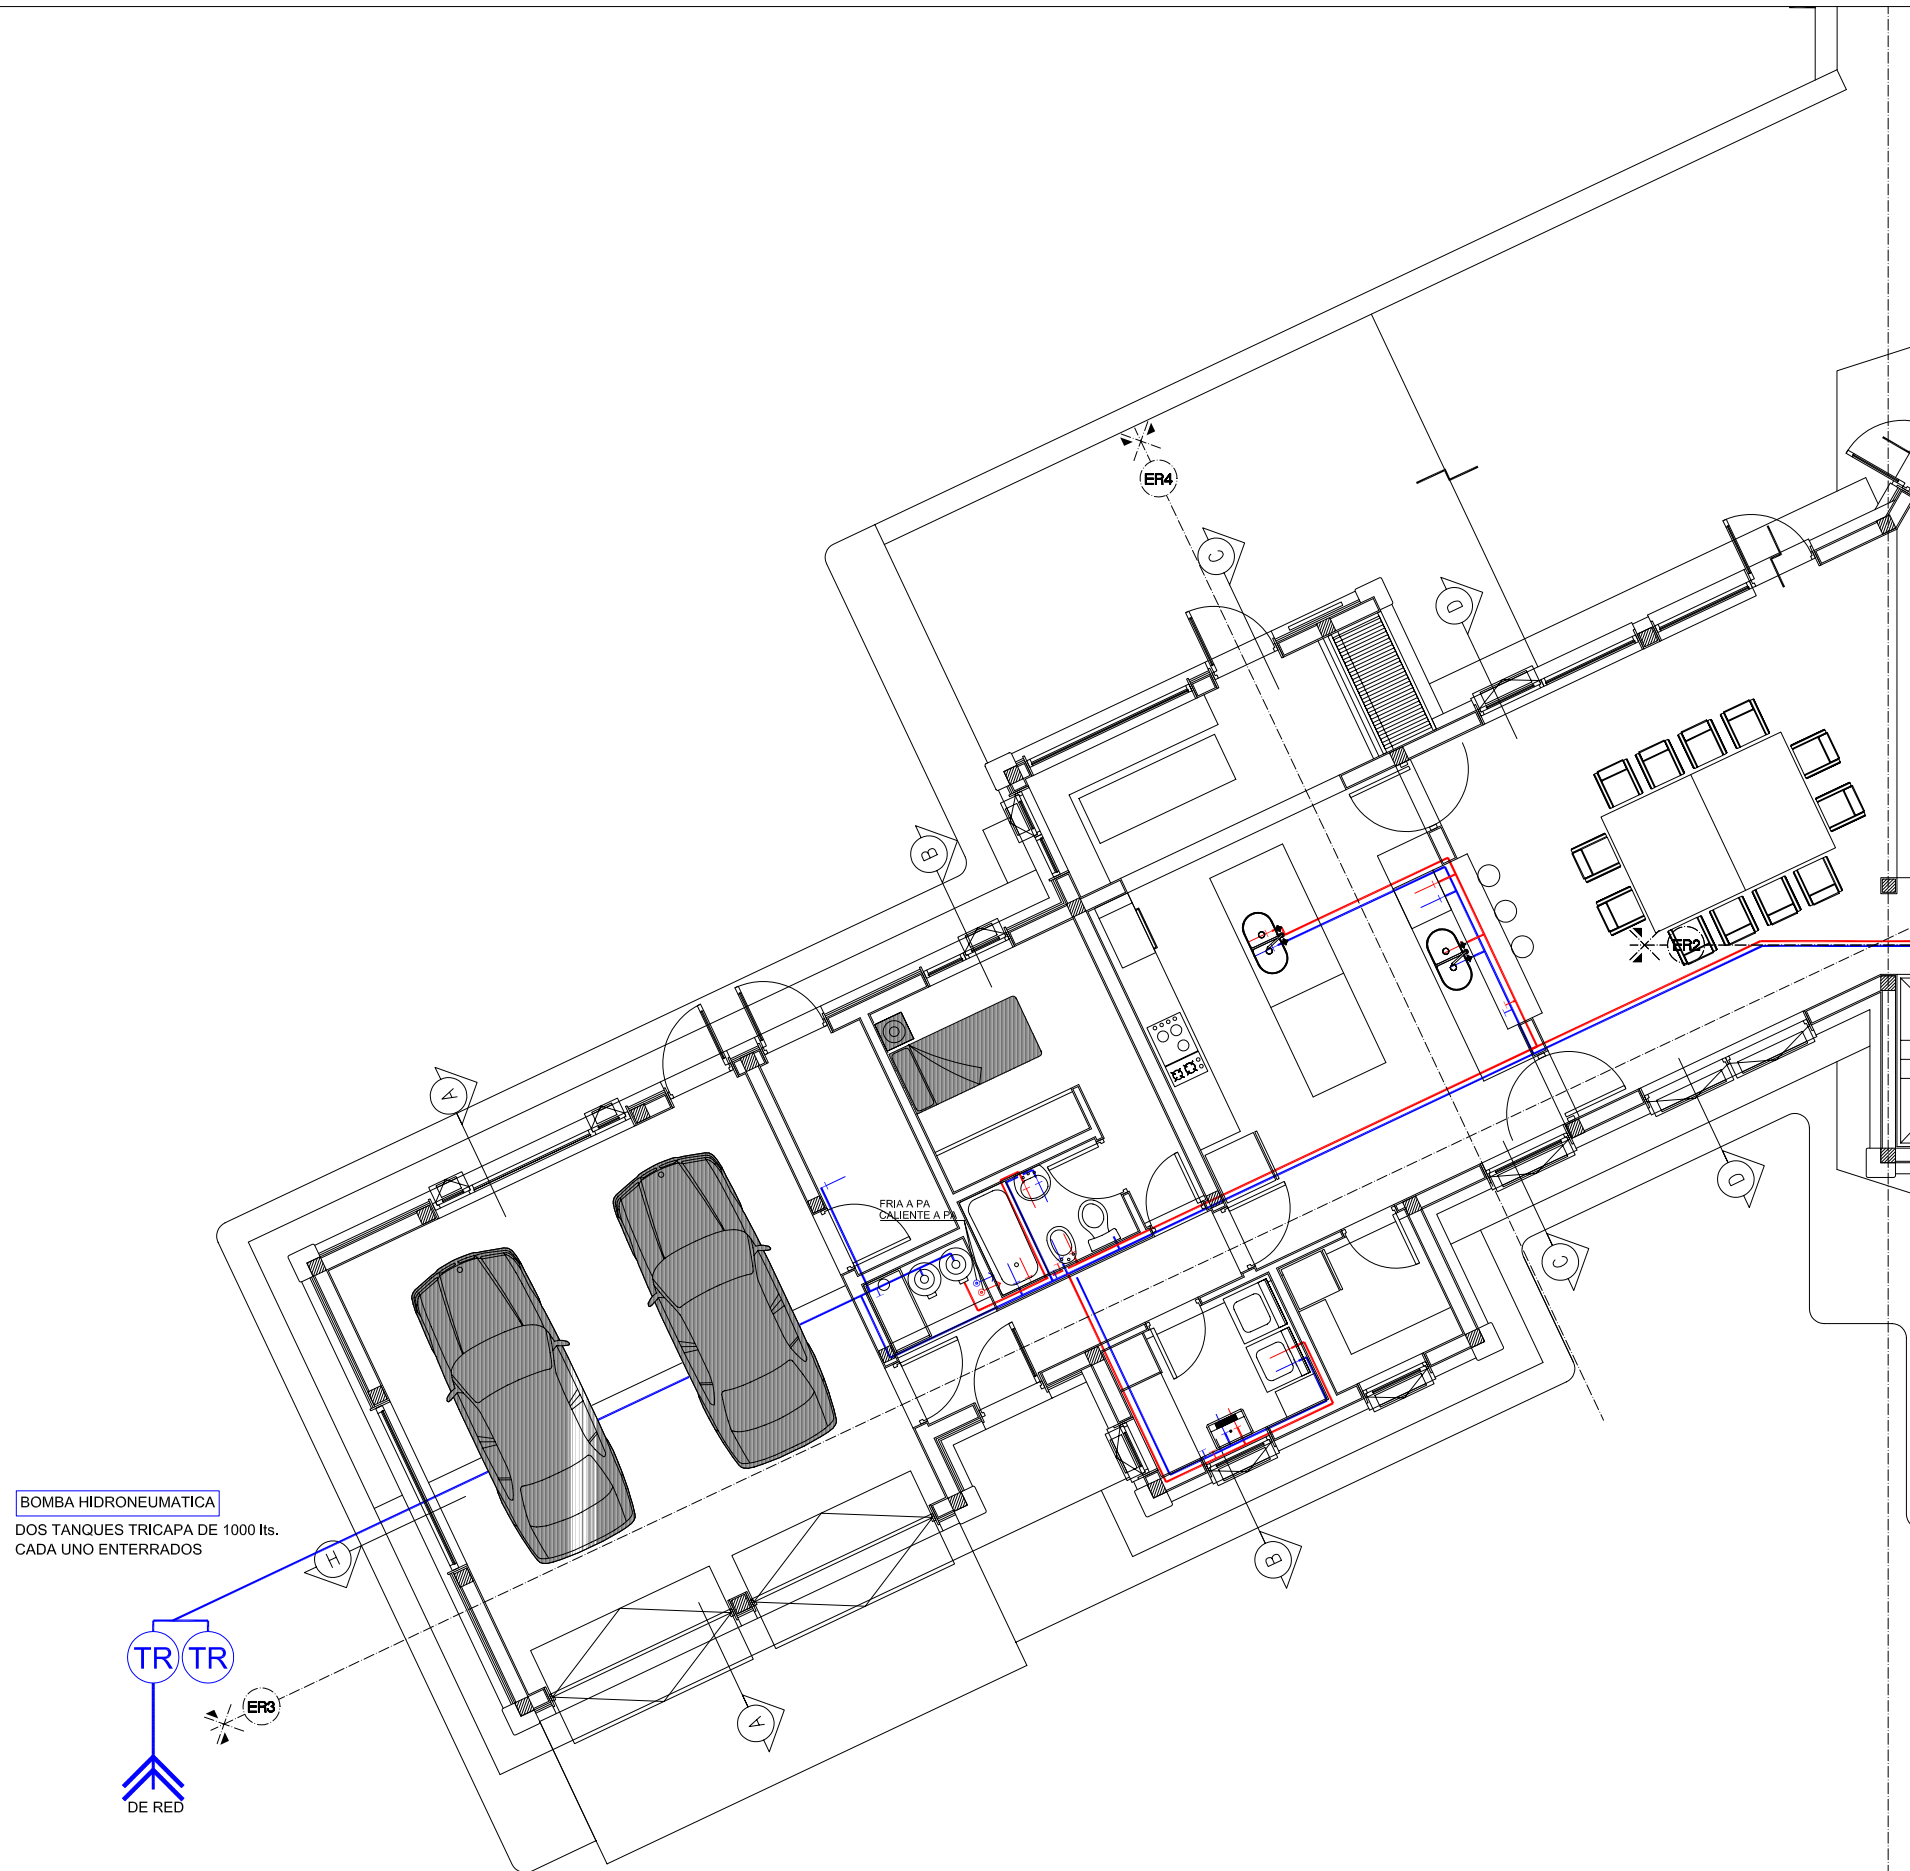 ER4
C
D
B
ER2
A
FRIA A PA
CALIENTE A PA
D
C
BOMBA HIDRONEUMATICA
DOS TANQUES TRICAPA DE 1000 lts.
CADA UNO ENTERRADOS
H
B
TR TR
ER3
A
DE RED